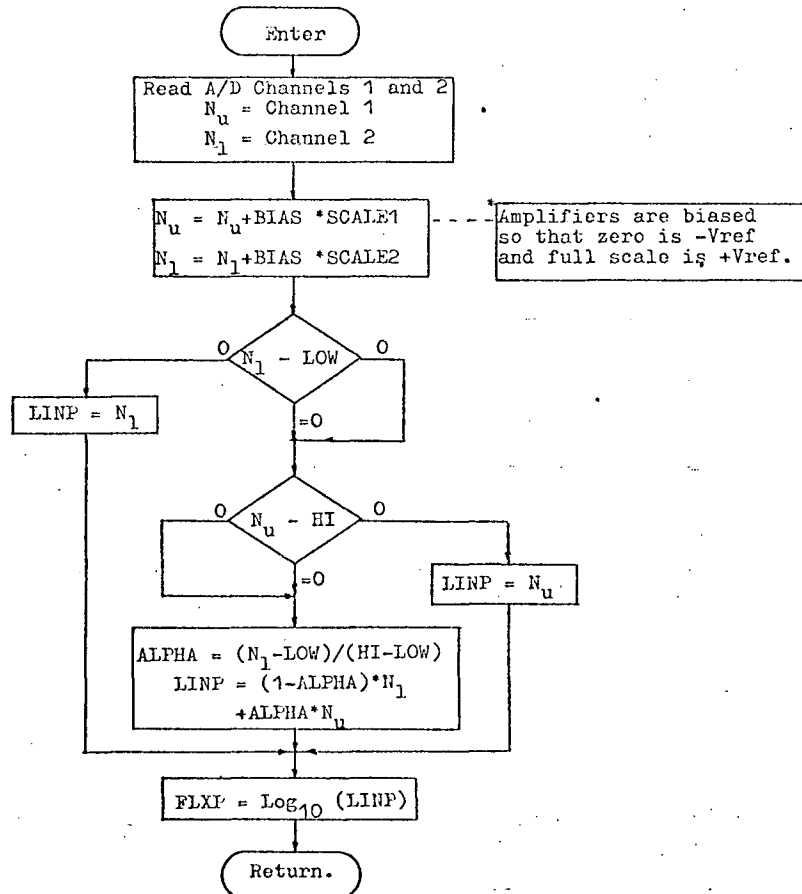 Enter
Read A/D Channels 1 and 2
N_u = Channel 1
N_l = Channel 2
N_u = N_u+BIAS *SCALE1
N_l = N_l+BIAS *SCALE2
*Amplifiers are biased
so that zero is -Vref
and full scale is +Vref.
0 N_l - LOW 0
=0
LINP = N_l
0 N_u - HI 0
=0
LINP = N_u
ALPHA = (N_l-LOW)/(HI-LOW)
LINP = (1-ALPHA)*N_l
+ALPHA*N_u
FLXP = Log_10 (LINP)
Return.